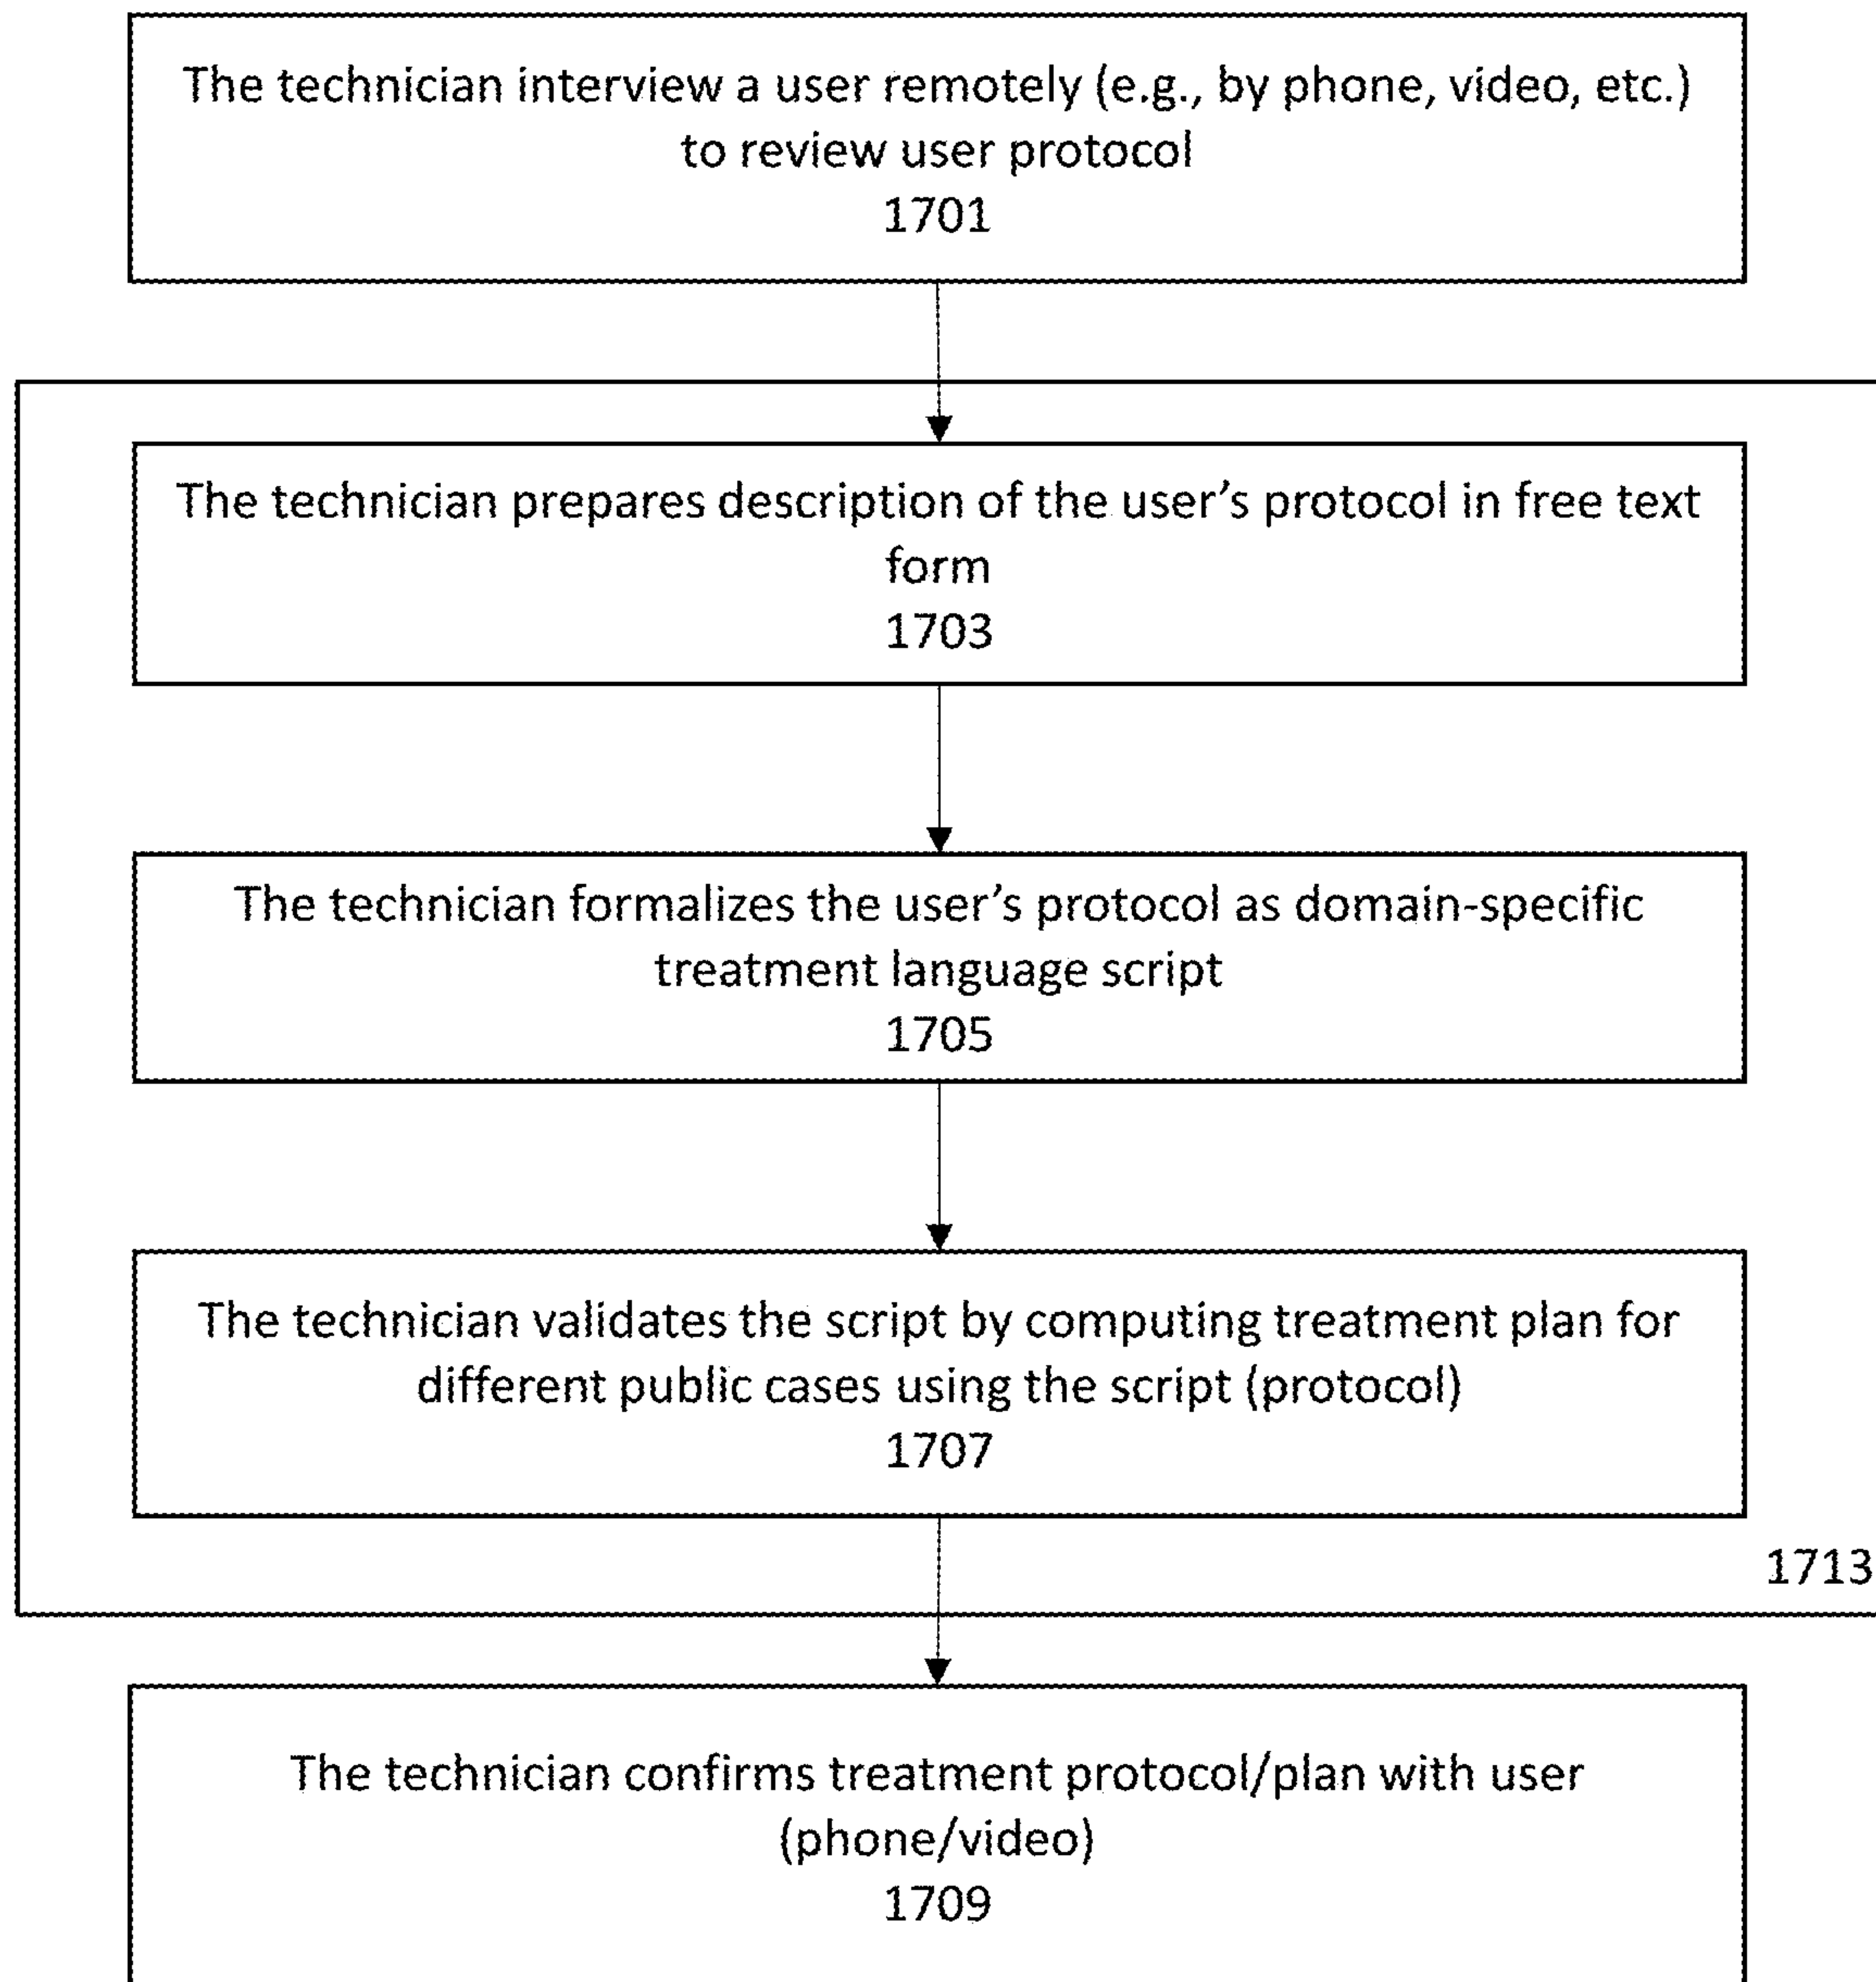 The technician interview a user remotely (e.g., by phone, video, etc.)
to review user protocol
1701
The technician prepares description of the user's protocol in free text
form
1703
The technician formalizes the user's protocol as domain-specific
treatment language script
1705
The technician validates the script by computing treatment plan for
different public cases using the script (protocol)
1707
1713
The technician confirms treatment protocol/plan with user
(phone/video)
1709